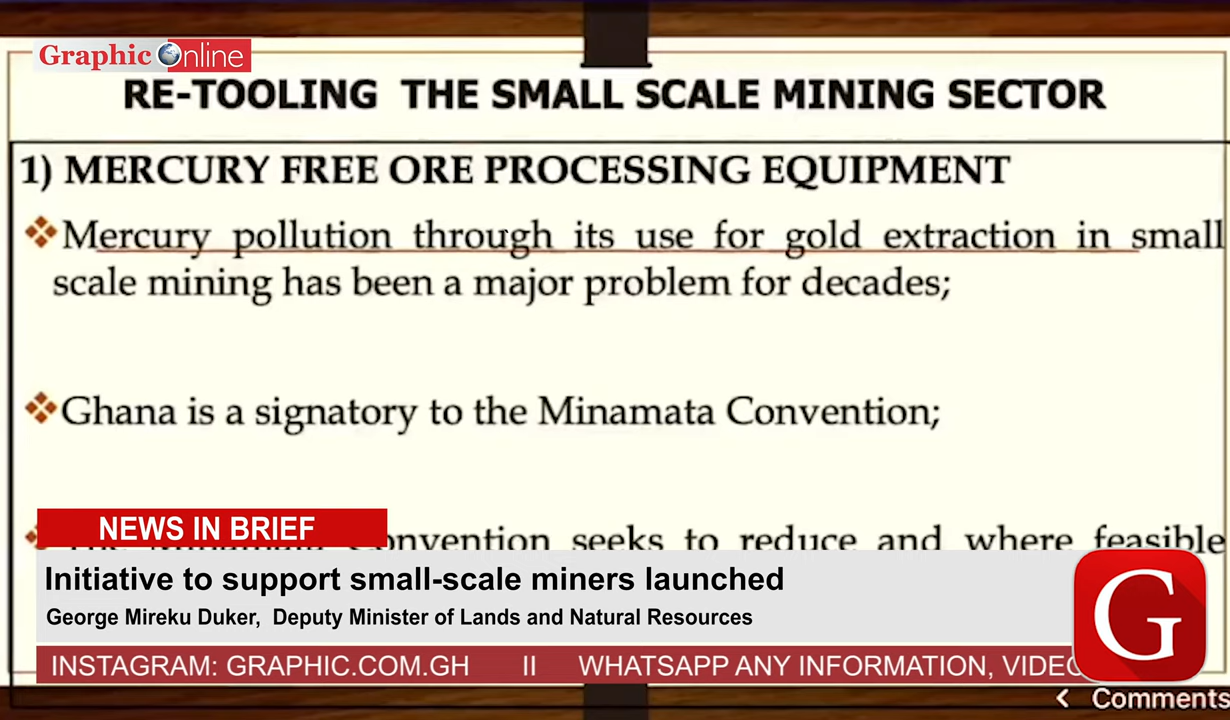 Graphic Online
RE-TOOLING THE SMALL SCALE MINING SECTOR
1) MERCURY FREE ORE PROCESSING EQUIPMENT
Mercury pollution through its use for gold extraction in small
scale mining has been a major problem for decades;
Ghana is a signatory to the Minamata Convention;
The Minamata Convention seeks to reduce and where feasible
NEWS IN BRIEF
Initiative to support small-scale miners launched
George Mireku Duker, Deputy Minister of Lands and Natural Resources
G
INSTAGRAM: GRAPHIC.COM.GH II WHATSAPP ANY INFORMATION, VIDEO
< Comments